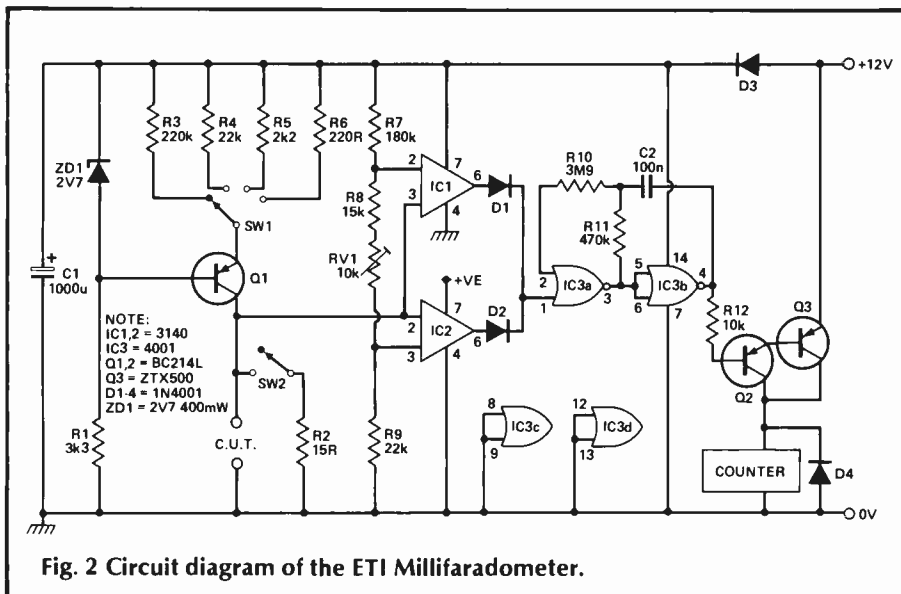 +12V
D3
R3
220k
R4
22k
R5
2k2
R6
220R
R7
180k
ZD1
2V7
SW1
2
3
IC1
7
6
4
D1
R8
15k
RV1
10k
R10
3M9
C2
100n
R11
470k
Q1
C1
1000u
+
NOTE:
IC1,2 = 3140
IC3 = 4001
Q1,2 = BC214L
Q3 = ZTX500
D1-4 = 1N4001
ZD1 = 2V7 400mW
+VE
2
3
IC2
7
6
4
D2
2
1
IC3a
3
5
6
IC3b
14
4
7
R12
10k
Q3
Q2
SW2
R1
3k3
C.U.T.
R2
15R
R9
22k
8
9
IC3c
12
13
IC3d
COUNTER
D4
0V
Fig. 2 Circuit diagram of the ETI Millifaradometer.